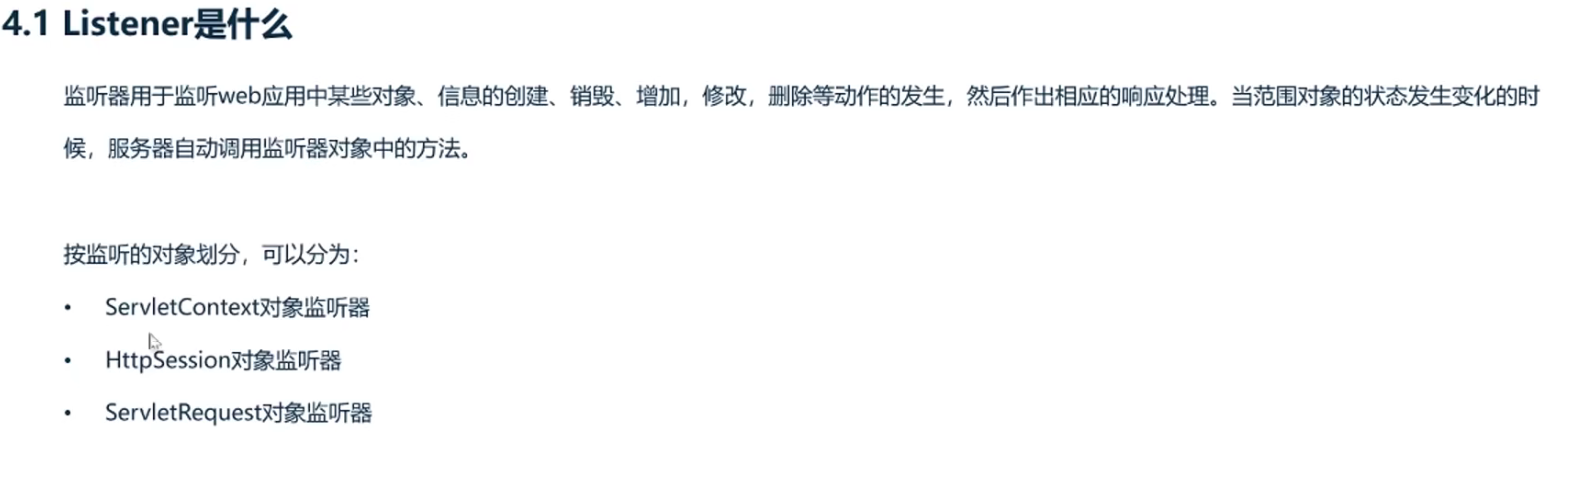 4.1 Listener是什么
监听器用于监听web应用中某些对象、信息的创建、销毁、增加，修改，删除等动作的发生，然后作出相应的响应处理。当范围对象的状态发生变化的时
候，服务器自动调用监听器对象中的方法。
按监听的对象划分，可以分为：
• ServletContext对象监听器
• HttpSession对象监听器
• ServletRequest对象监听器